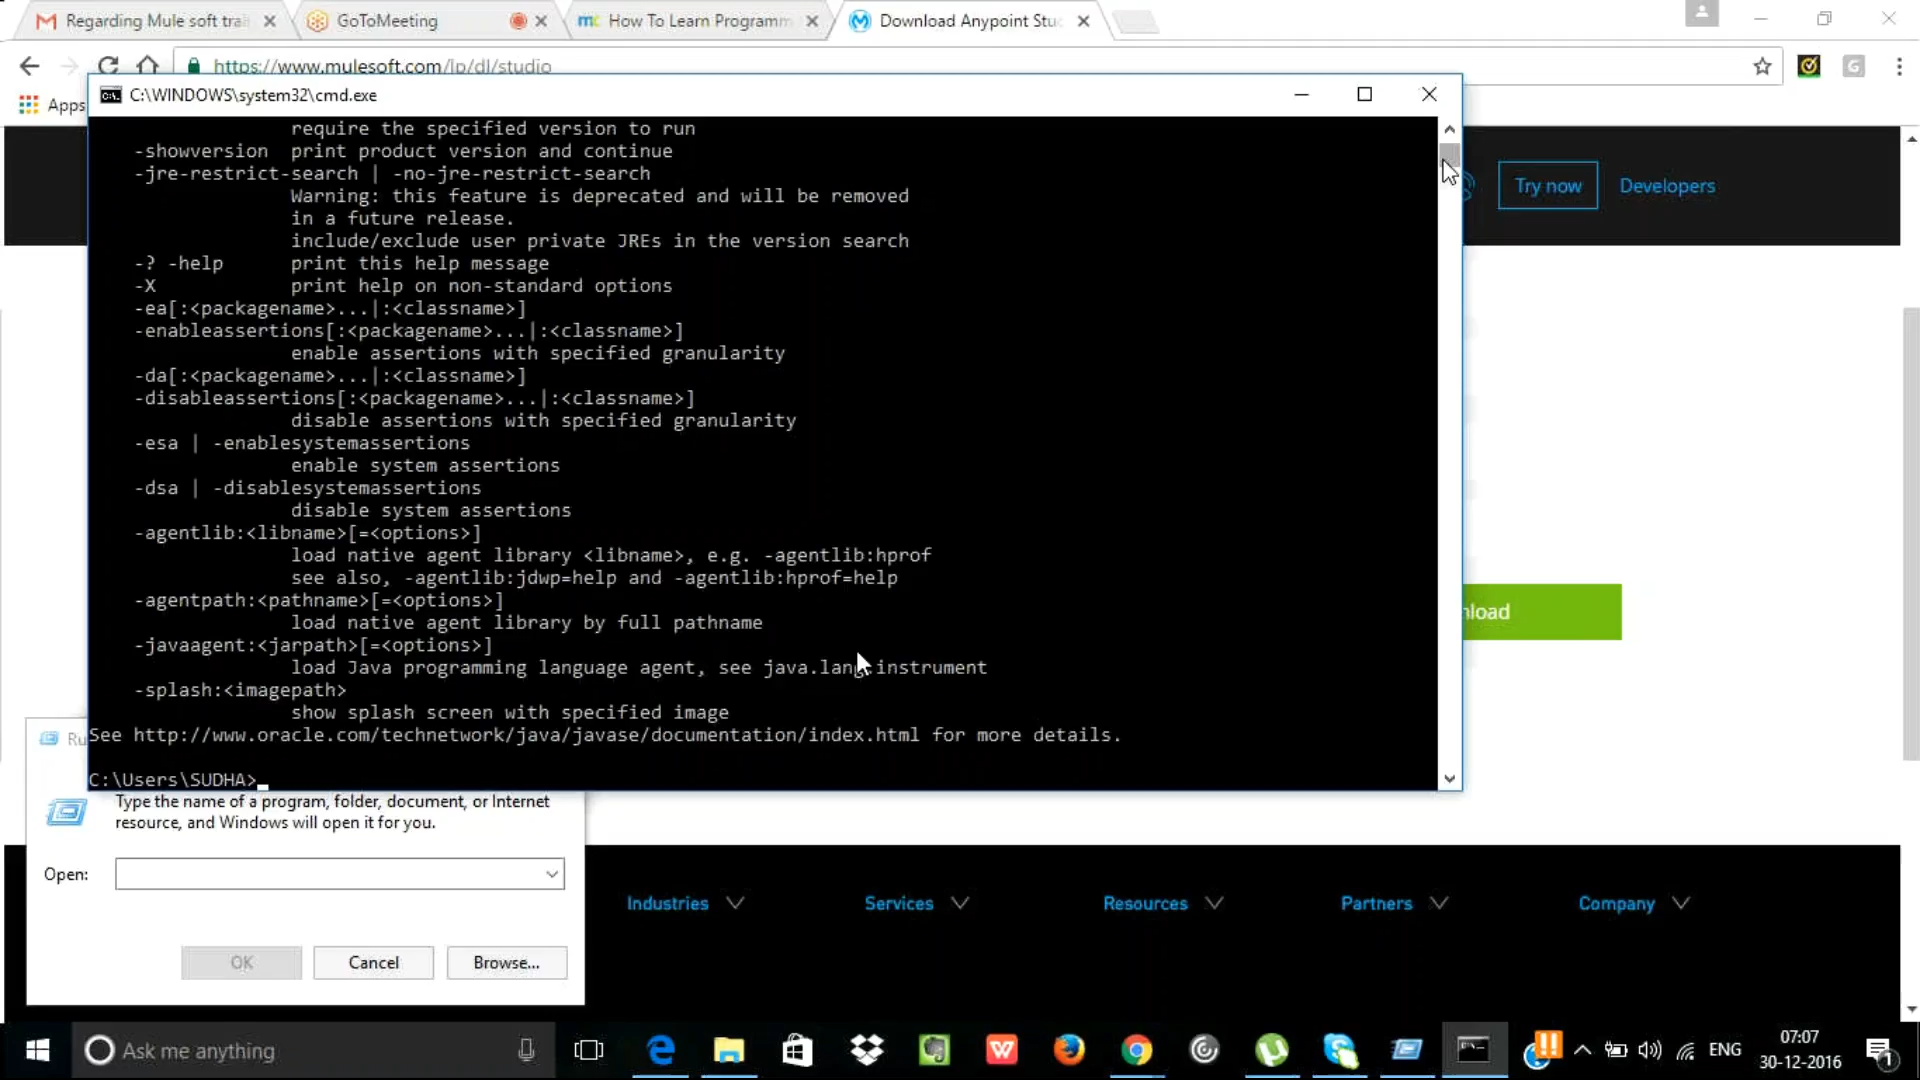 Regarding Mule soft trai
GoToMeeting
How To Learn Programm
Download Anypoint Stu
https://www.mulesoft.com/lp/dl/studio
Apps
C:\WINDOWS\system32\cmd.exe
require the specified version to run
-showversion  print product version and continue
-jre-restrict-search | -no-jre-restrict-search
Warning: this feature is deprecated and will be removed
in a future release.
include/exclude user private JREs in the version search
-? -help      print this help message
-X            print help on non-standard options
-ea[:<packagename>...|:<classname>]
-enableassertions[:<packagename>...|:<classname>]
enable assertions with specified granularity
-da[:<packagename>...|:<classname>]
-disableassertions[:<packagename>...|:<classname>]
disable assertions with specified granularity
-esa | -enablesystemassertions
enable system assertions
-dsa | -disablesystemassertions
disable system assertions
-agentlib:<libname>[=<options>]
load native agent library <libname>, e.g. -agentlib:hprof
see also, -agentlib:jdwp=help and -agentlib:hprof=help
-agentpath:<pathname>[=<options>]
load native agent library by full pathname
-javaagent:<jarpath>[=<options>]
load Java programming language agent, see java.lang.instrument
-splash:<imagepath>
show splash screen with specified image
See http://www.oracle.com/technetwork/java/javase/documentation/index.html for more details.
C:\Users\SUDHA>
Try now
Developers
nload
Ru
Type the name of a program, folder, document, or Internet
resource, and Windows will open it for you.
Open:
OK
Cancel
Browse...
Industries
Services
Resources
Partners
Company
Ask me anything
ENG
07:07
30-12-2016
1